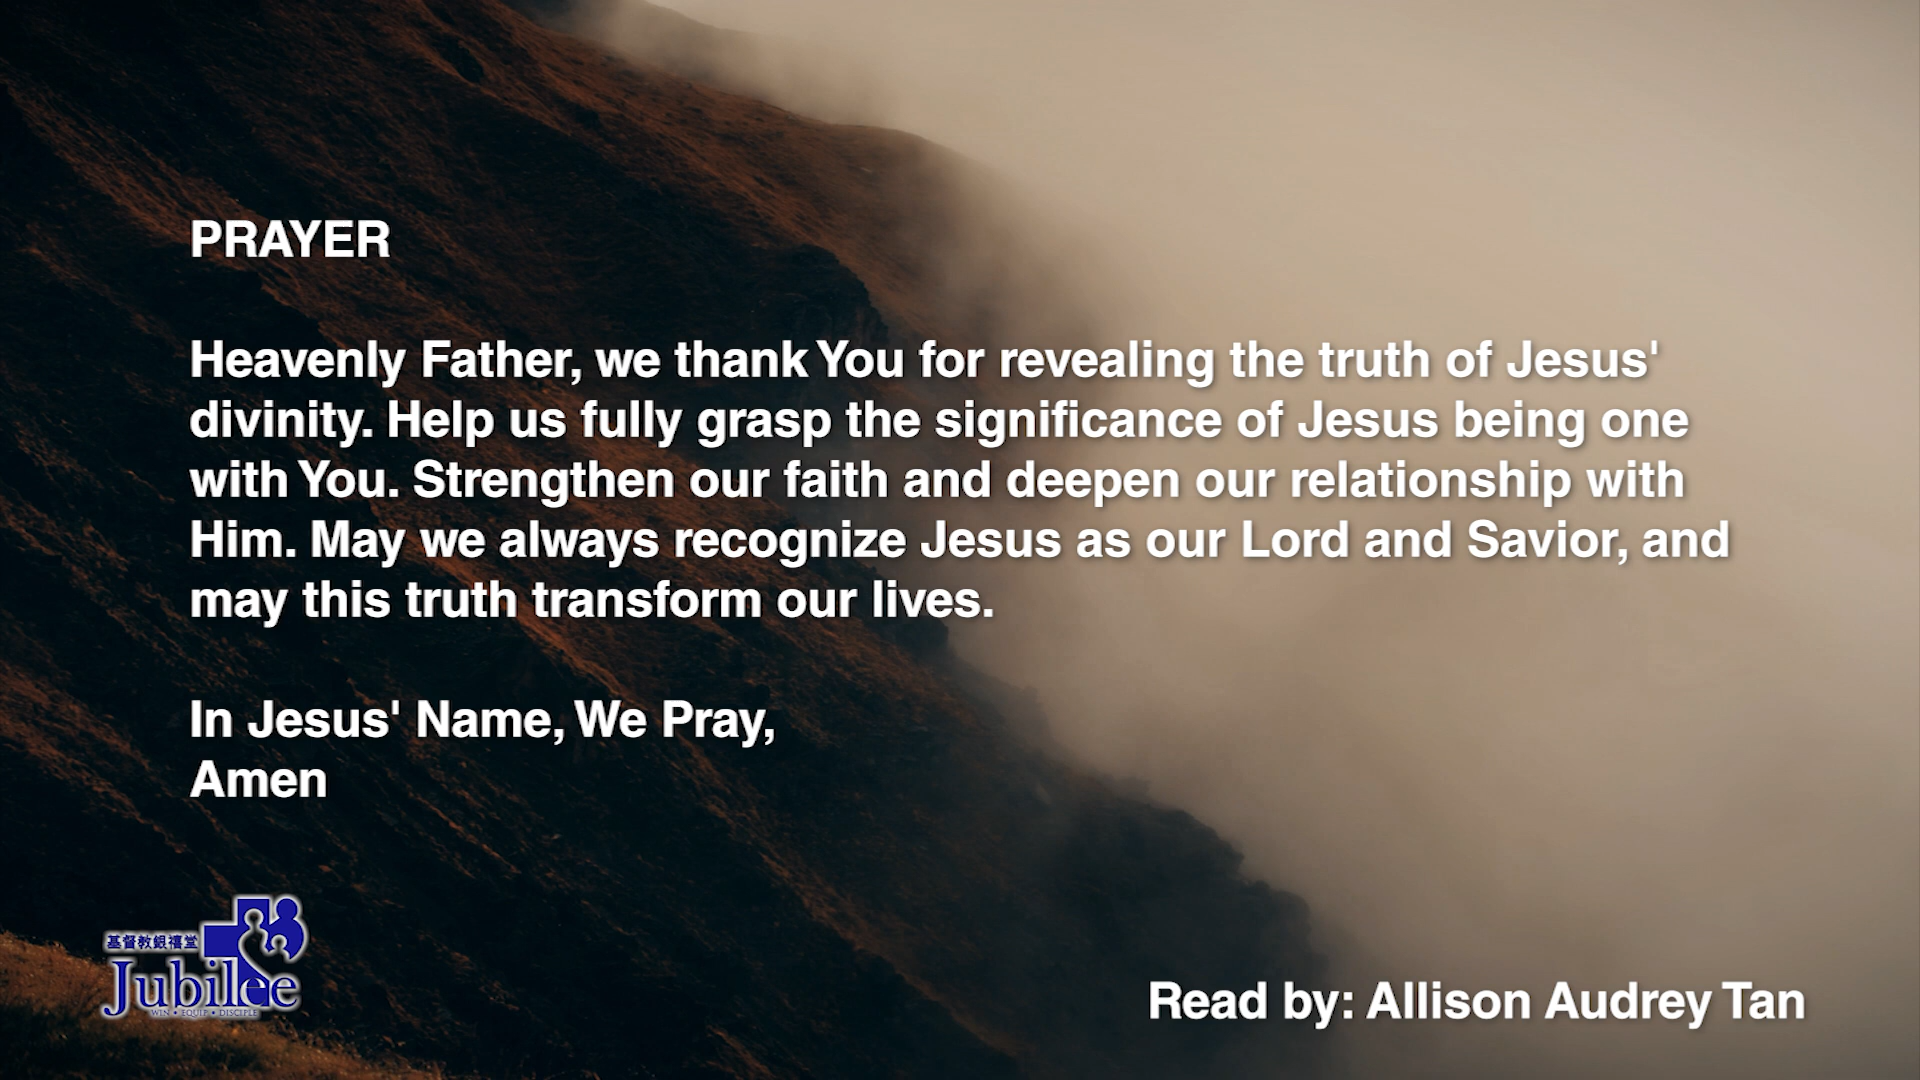 PRAYER
Heavenly Father, we thank You for revealing the truth of Jesus'
divinity. Help us fully grasp the significance of Jesus being one
with You. Strengthen our faith and deepen our relationship with
Him. May we always recognize Jesus as our Lord and Savior, and
may this truth transform our lives.
In Jesus' Name, We Pray,
Amen
基督教銀禧堂
Jubilee
WIN • EQUIP • DISCIPLE
Read by: Allison Audrey Tan